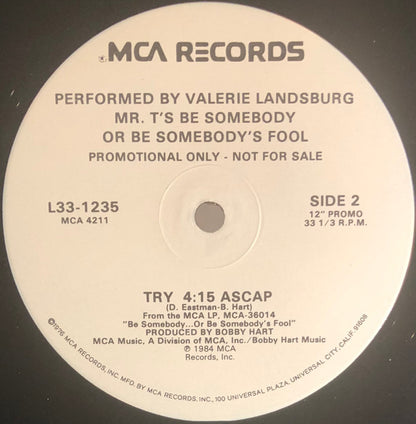 MCA RECORDS
PERFORMED BY VALERIE LANDSBURG
MR. T'S BE SOMEBODY
OR BE SOMEBODY'S FOOL
PROMOTIONAL ONLY - NOT FOR SALE
L33-1235
MCA 4211
SIDE 2
12" PROMO
33 1/3 R.P.M.
TRY 4:15 ASCAP
(D. Eastman-B. Hart)
From the MCA LP, MCA-36014
"Be Somebody...Or Be Somebody's Fool"
PRODUCED BY BOBBY HART
MCA Music, A Division of MCA, Inc./Bobby Hart Music
℗ 1984 MCA
Records, Inc.
©1976 MCA RECORDS, INC. MFG. BY MCA RECORDS, INC., 100 UNIVERSAL PLAZA, UNIVERSAL CITY, CALIF. 91608